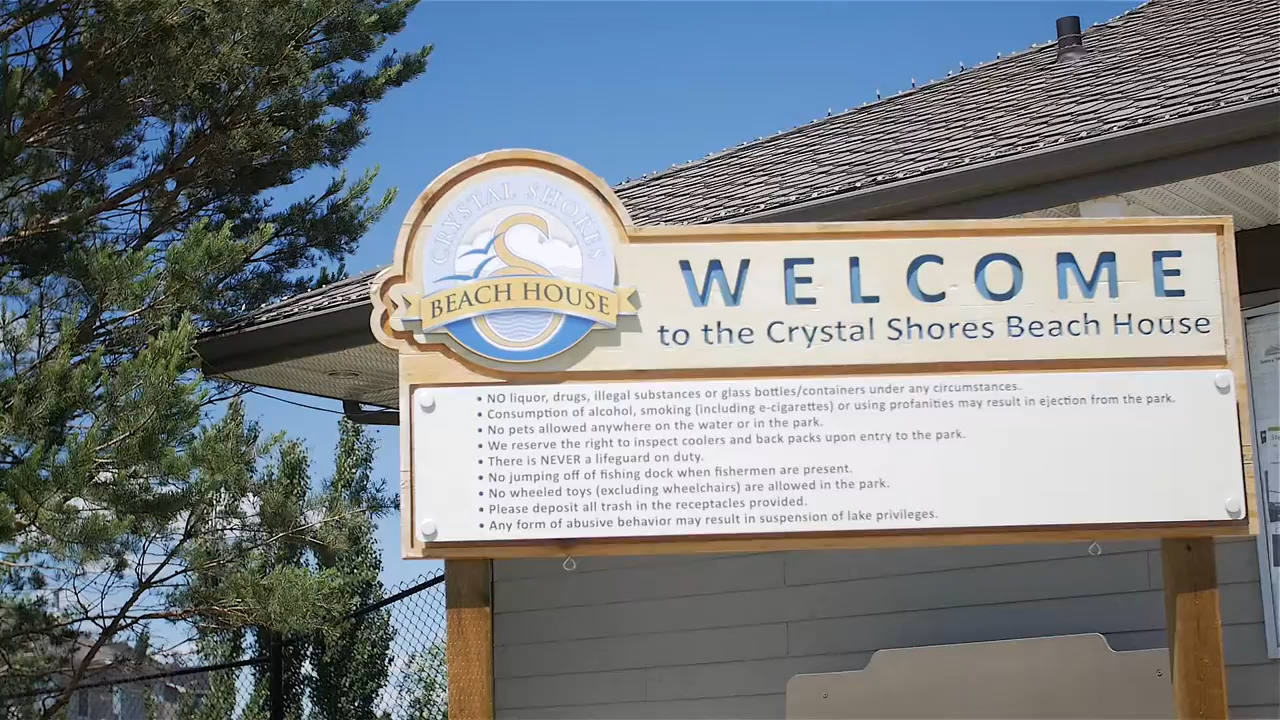 CRYSTAL SHORES
BEACH HOUSE
WELCOME
to the Crystal Shores Beach House
• NO liquor, drugs, illegal substances or glass bottles/containers under any circumstances.
• Consumption of alcohol, smoking (including e-cigarettes) or using profanities may result in ejection from the park.
• No pets allowed anywhere on the water or in the park.
• We reserve the right to inspect coolers and back packs upon entry to the park.
• There is NEVER a lifeguard on duty.
• No jumping off of fishing dock when fishermen are present.
• No wheeled toys (excluding wheelchairs) are allowed in the park.
• Please deposit all trash in the receptacles provided.
• Any form of abusive behavior may result in suspension of lake privileges.